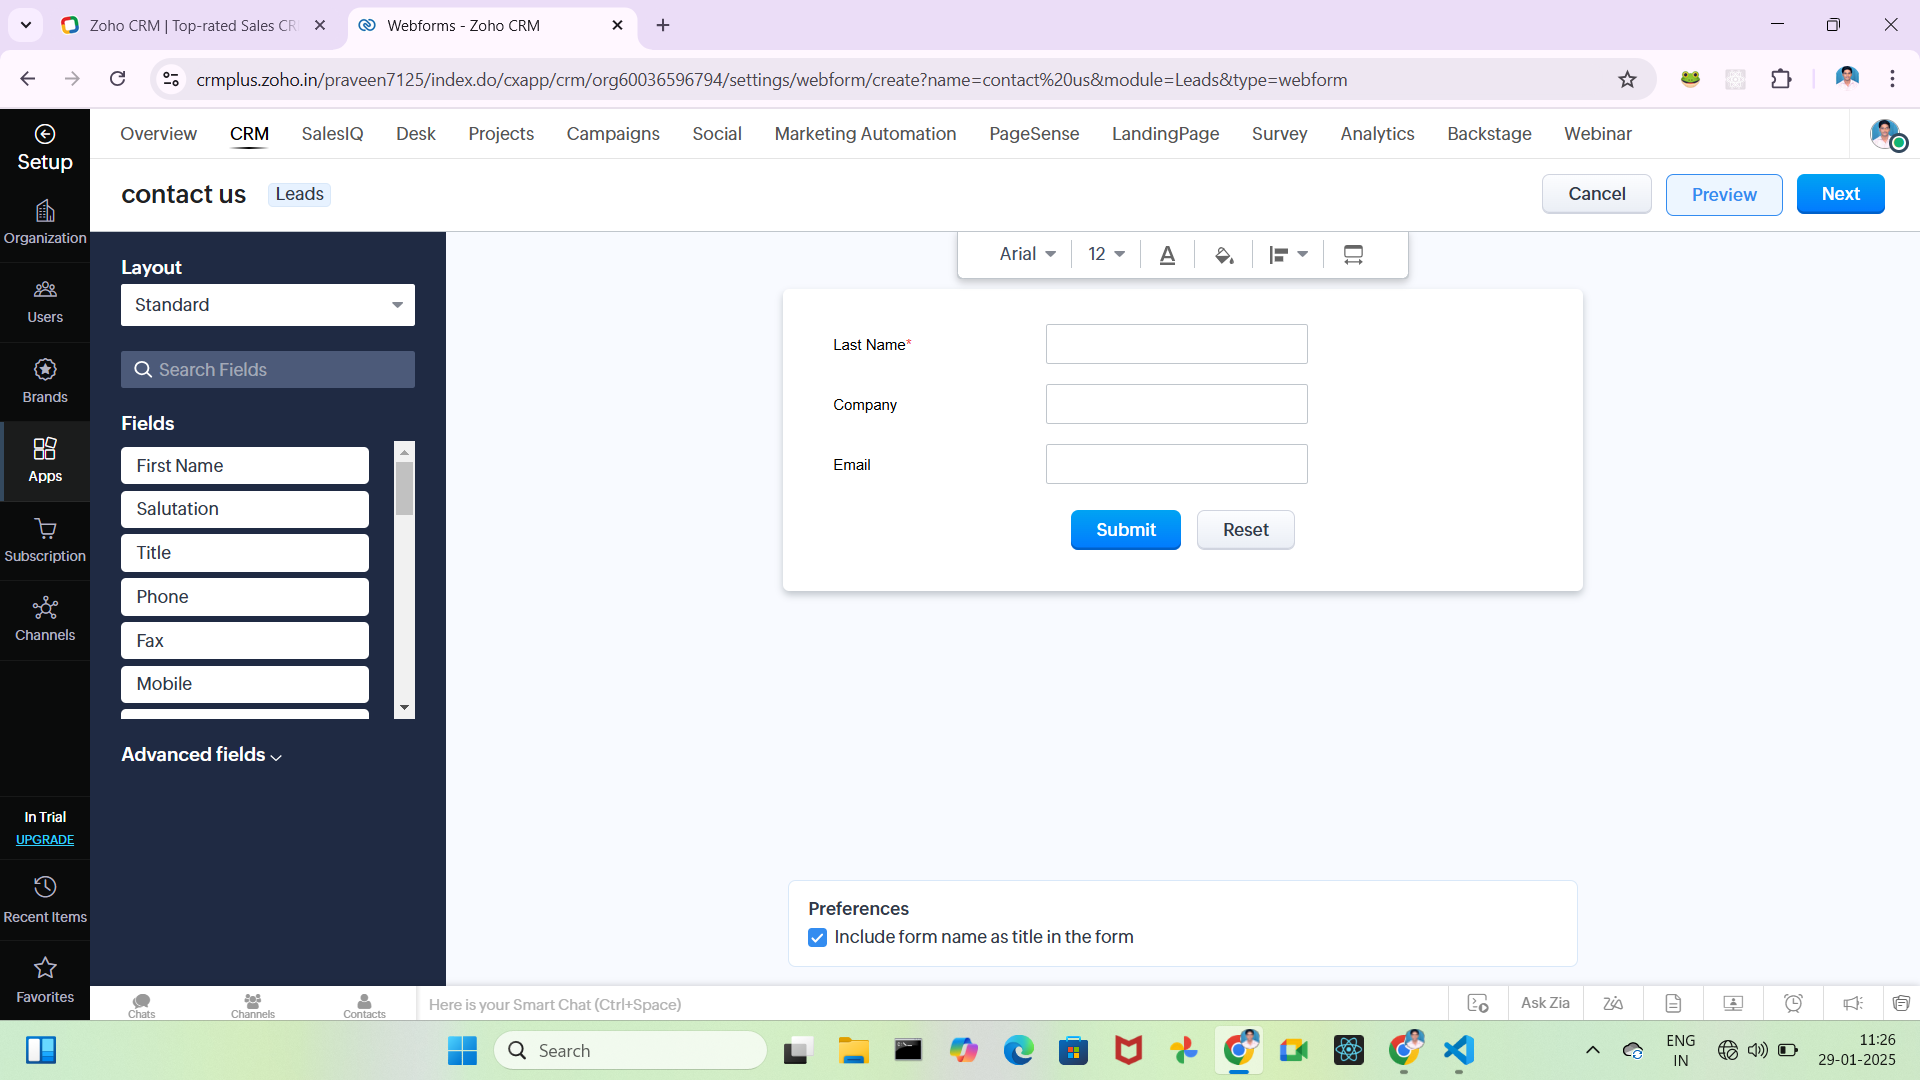 Zoho CRM | Top-rated Sales CR
Webforms - Zoho CRM
crmplus.zoho.in/praveen7125/index.do/cxapp/crm/org60036596794/settings/webform/create?name=contact%20us&module=Leads&type=webform
Setup
Overview CRM SalesIQ Desk Projects Campaigns Social Marketing Automation PageSense LandingPage Survey Analytics Backstage Webinar
contact us Leads
Cancel Preview Next
Organization
Users
Brands
Apps
Subscription
Channels
In Trial
UPGRADE
Recent Items
Favorites
Layout
Standard
Search Fields
Fields
First Name
Salutation
Title
Phone
Fax
Mobile
Advanced fields
Arial 12 A
Last Name*
Company
Email
Submit Reset
Preferences
Include form name as title in the form
Chats Channels Contacts
Here is your Smart Chat (Ctrl+Space)
Ask Zia
Search
ENG
IN
11:26
29-01-2025